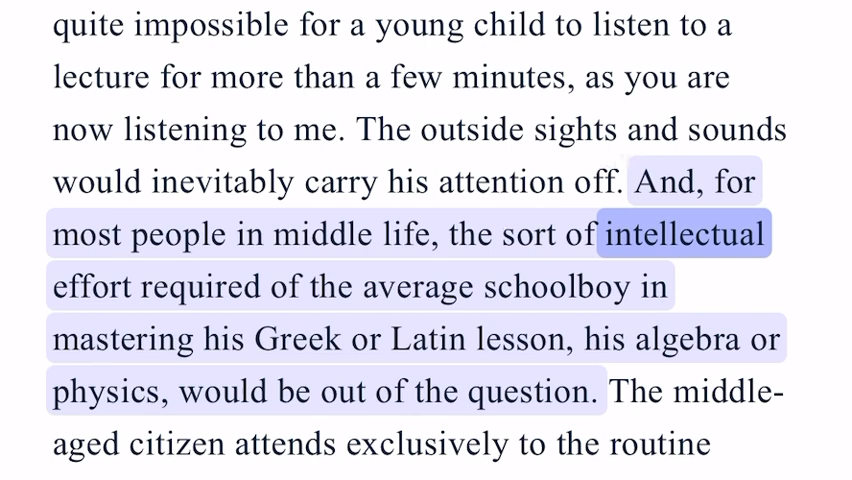 quite impossible for a young child to listen to a
lecture for more than a few minutes, as you are
now listening to me. The outside sights and sounds
would inevitably carry his attention off. And, for
most people in middle life, the sort of intellectual
effort required of the average schoolboy in
mastering his Greek or Latin lesson, his algebra or
physics, would be out of the question. The middle-
aged citizen attends exclusively to the routine